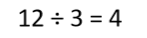 12 ÷ 3 = 4